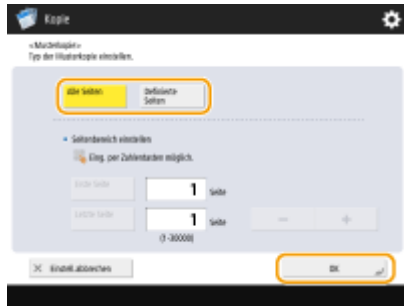 Kopie
<Musterkopie>
Typ der Musterkopie einstellen.
Alle Seiten
Definierte
Seiten
Seitenbereich einstellen
Eing. per Zahlentasten möglich.
Erste Seite
1 Seite
Letzte Seite
1 Seite
− +
(1-30000)
× Einstell.abbrechen
OK